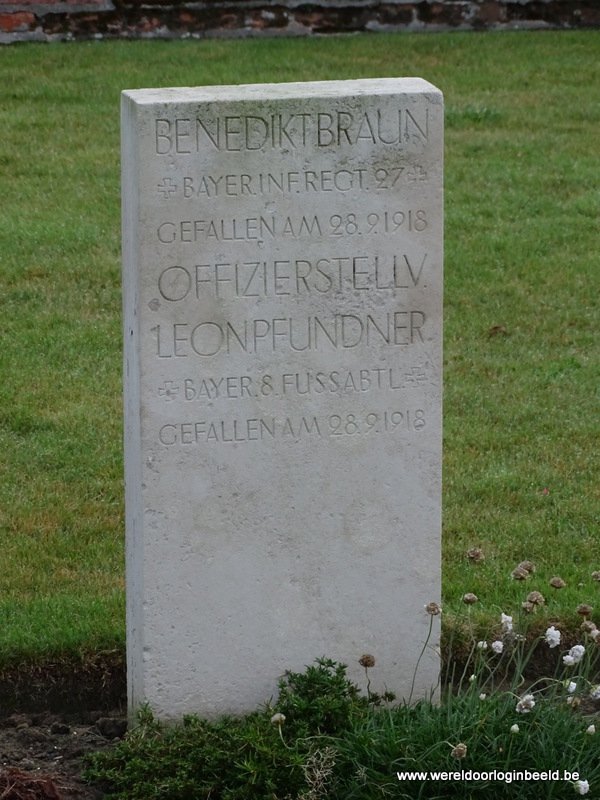 BENEDIKT BRAUN
BAYER.INF.REGT. 27
GEFALLEN AM 28.9.1918
OFFIZIERSTELLV.
LEON PFUNDNER
BAYER.8.FUSSABTL.
GEFALLEN AM 28.9.1918
www.wereldoorloginbeeld.be